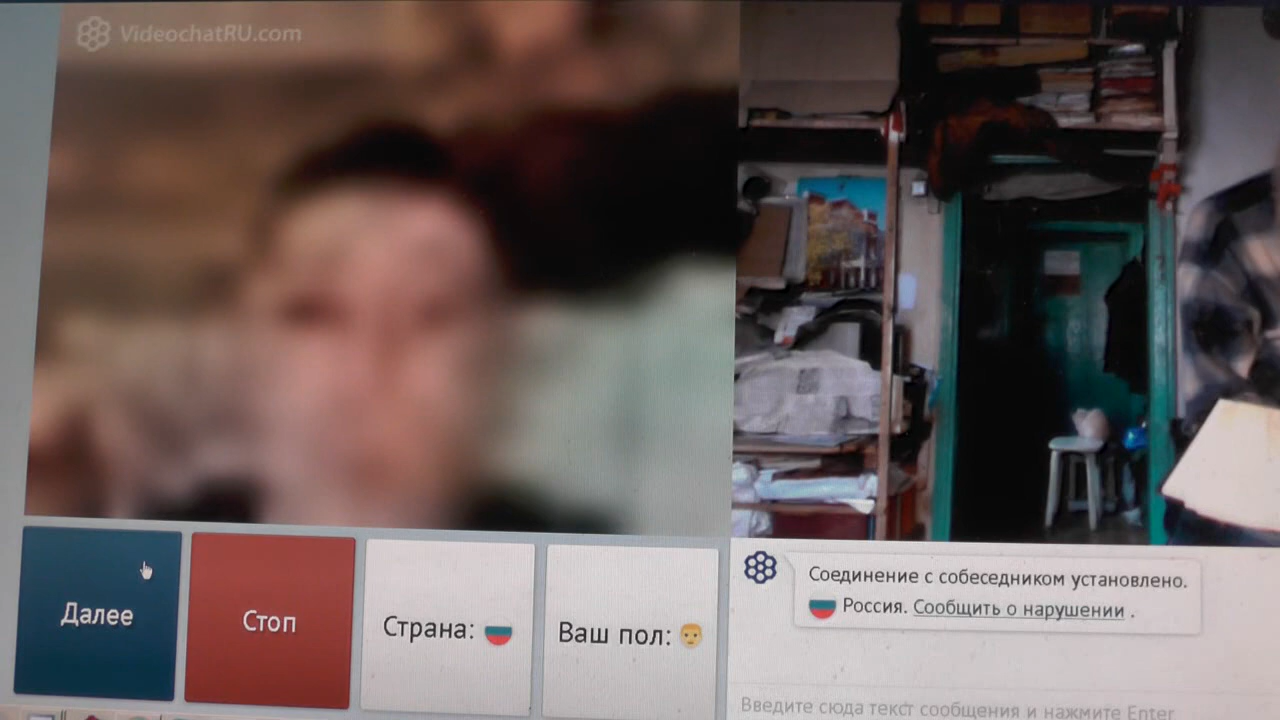 VideochatRU.com
Далее
Стоп
Страна:
Ваш пол:
Соединение с собеседником установлено.
Россия. Сообщить о нарушении .
Введите сюда текст сообщения и нажмите Enter